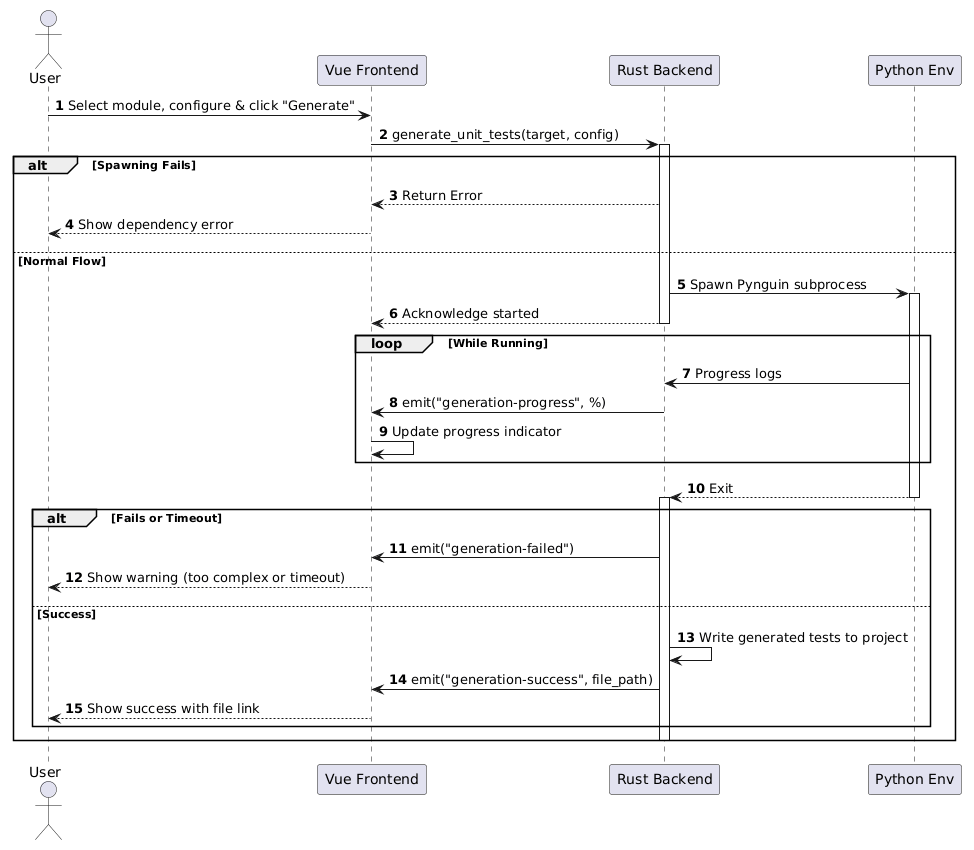 User
Vue Frontend
Rust Backend
Python Env
1 Select module, configure & click "Generate"
2 generate_unit_tests(target, config)
alt
[Spawning Fails]
3 Return Error
4 Show dependency error
[Normal Flow]
5 Spawn Pynguin subprocess
6 Acknowledge started
loop
[While Running]
7 Progress logs
8 emit("generation-progress", %)
9 Update progress indicator
10 Exit
alt
[Fails or Timeout]
11 emit("generation-failed")
12 Show warning (too complex or timeout)
[Success]
13 Write generated tests to project
14 emit("generation-success", file_path)
15 Show success with file link
User
Vue Frontend
Rust Backend
Python Env